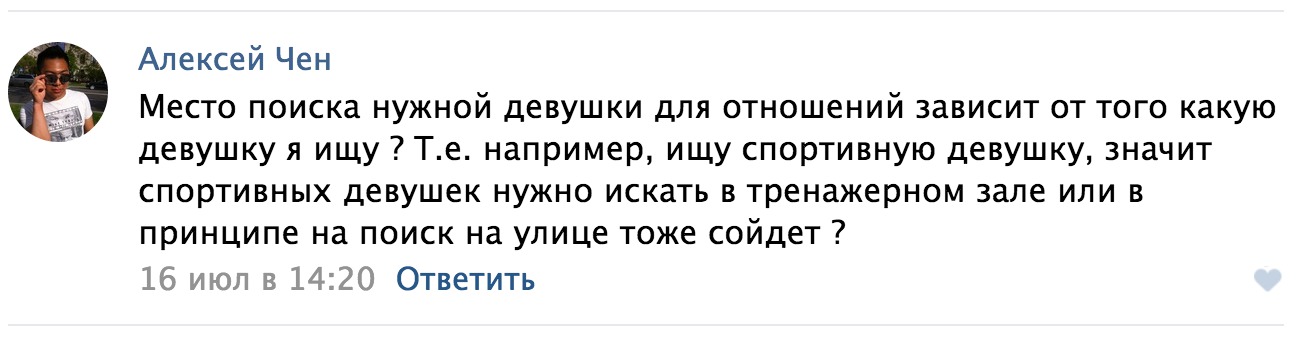 Алексей Чен
Место поиска нужной девушки для отношений зависит от того какую
девушку я ищу ? Т.е. например, ищу спортивную девушку, значит
спортивных девушек нужно искать в тренажерном зале или в
принципе на поиск на улице тоже сойдет ?
16 июл в 14:20 Ответить